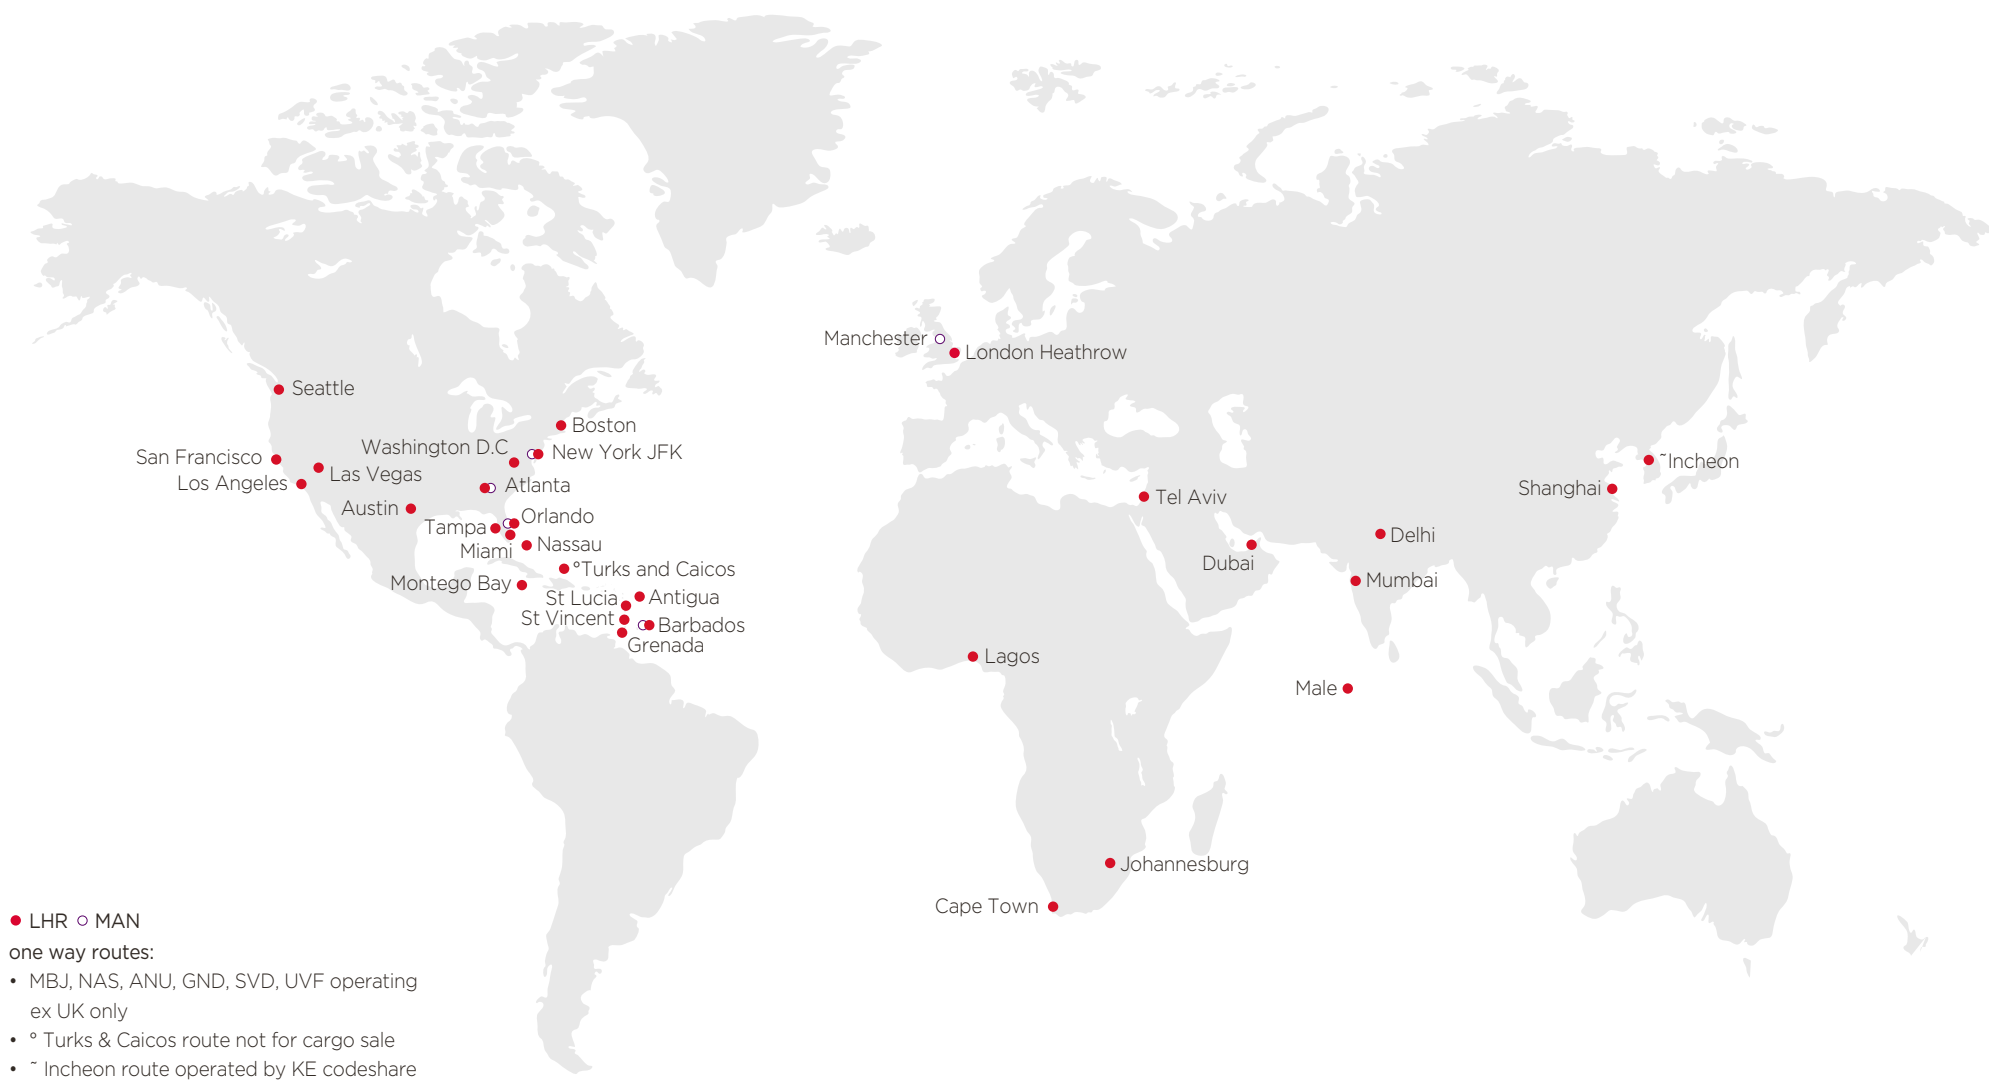 Manchester
London Heathrow
Seattle
Boston
Washington D.C
New York JFK
San Francisco
Las Vegas
Los Angeles
Atlanta
Austin
Orlando
Tampa
Miami
Nassau
°Turks and Caicos
Montego Bay
St Lucia
Antigua
St Vincent
Barbados
Grenada
~Incheon
Shanghai
Tel Aviv
Delhi
Dubai
Mumbai
Lagos
Male
Johannesburg
Cape Town
LHR MAN
one way routes:
• MBJ, NAS, ANU, GND, SVD, UVF operating
ex UK only
• ° Turks & Caicos route not for cargo sale
• ~ Incheon route operated by KE codeshare